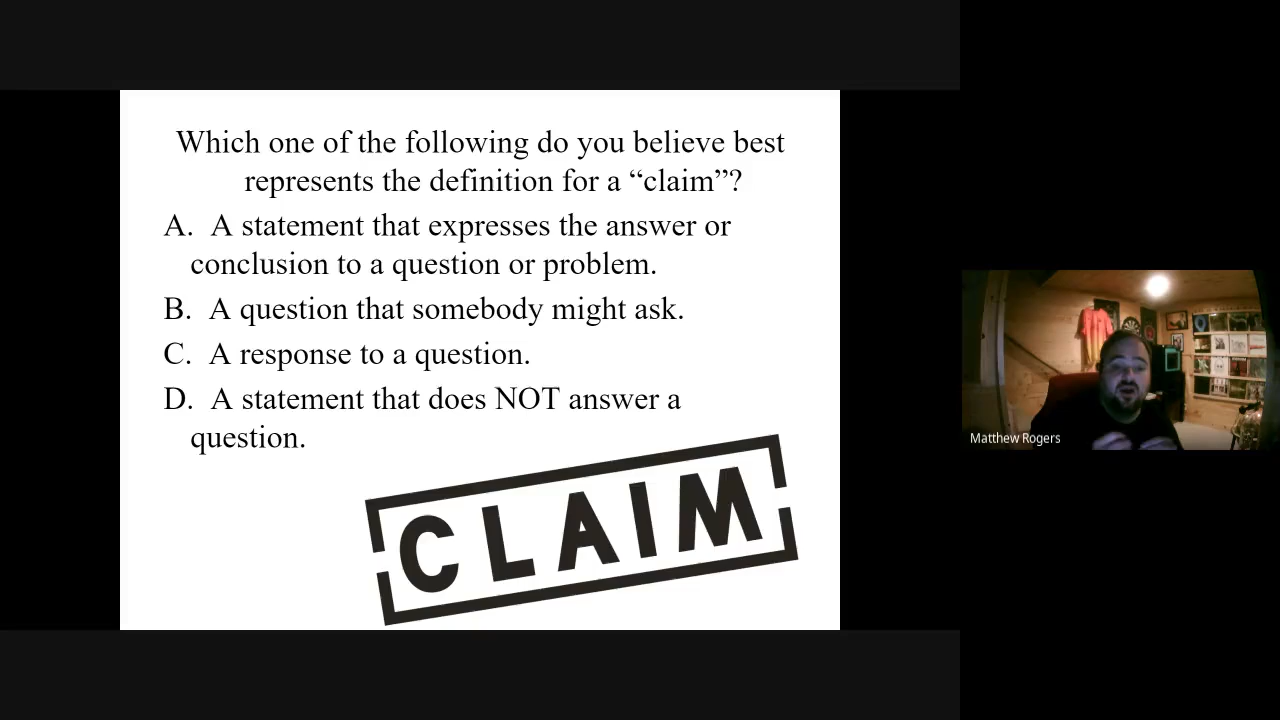 Which one of the following do you believe best
represents the definition for a “claim”?
A. A statement that expresses the answer or
conclusion to a question or problem.
B. A question that somebody might ask.
C. A response to a question.
D. A statement that does NOT answer a
question.
CLAIM
Matthew Rogers